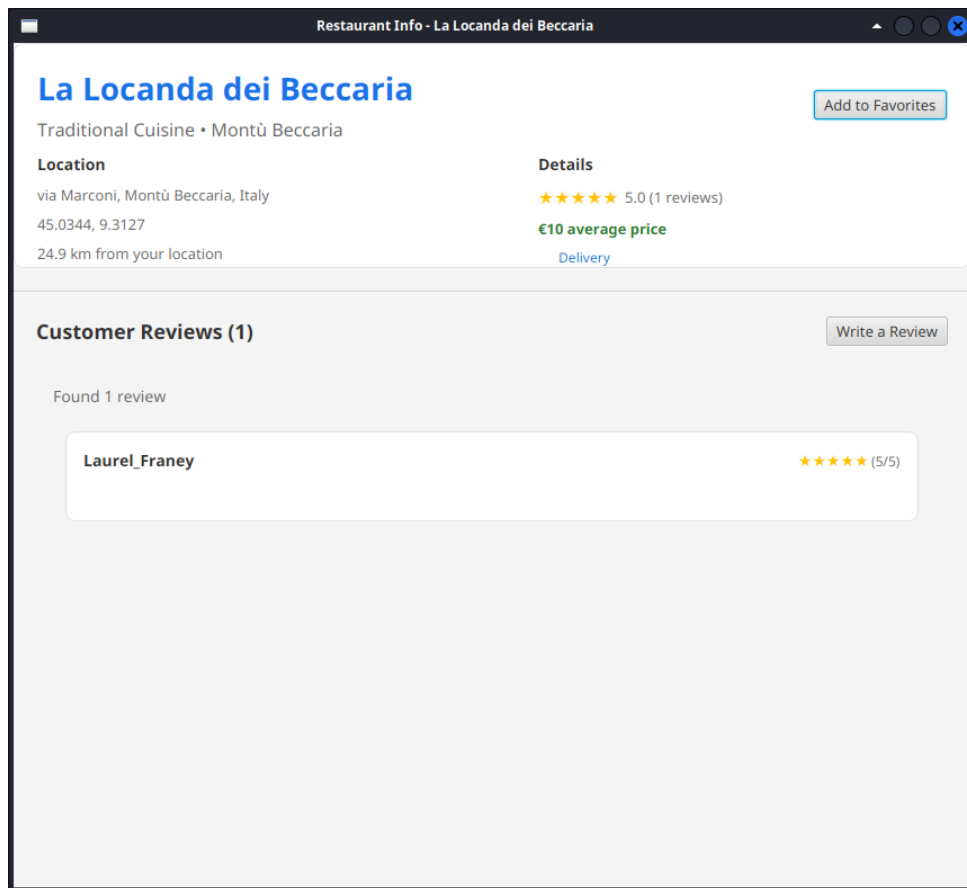 Restaurant Info - La Locanda dei Beccaria
La Locanda dei Beccaria
Add to Favorites
Traditional Cuisine • Montù Beccaria
Location
via Marconi, Montù Beccaria, Italy
45.0344, 9.3127
24.9 km from your location
Details
★★★★★ 5.0 (1 reviews)
€10 average price
Delivery
Customer Reviews (1)
Write a Review
Found 1 review
Laurel_Franey
★★★★★ (5/5)